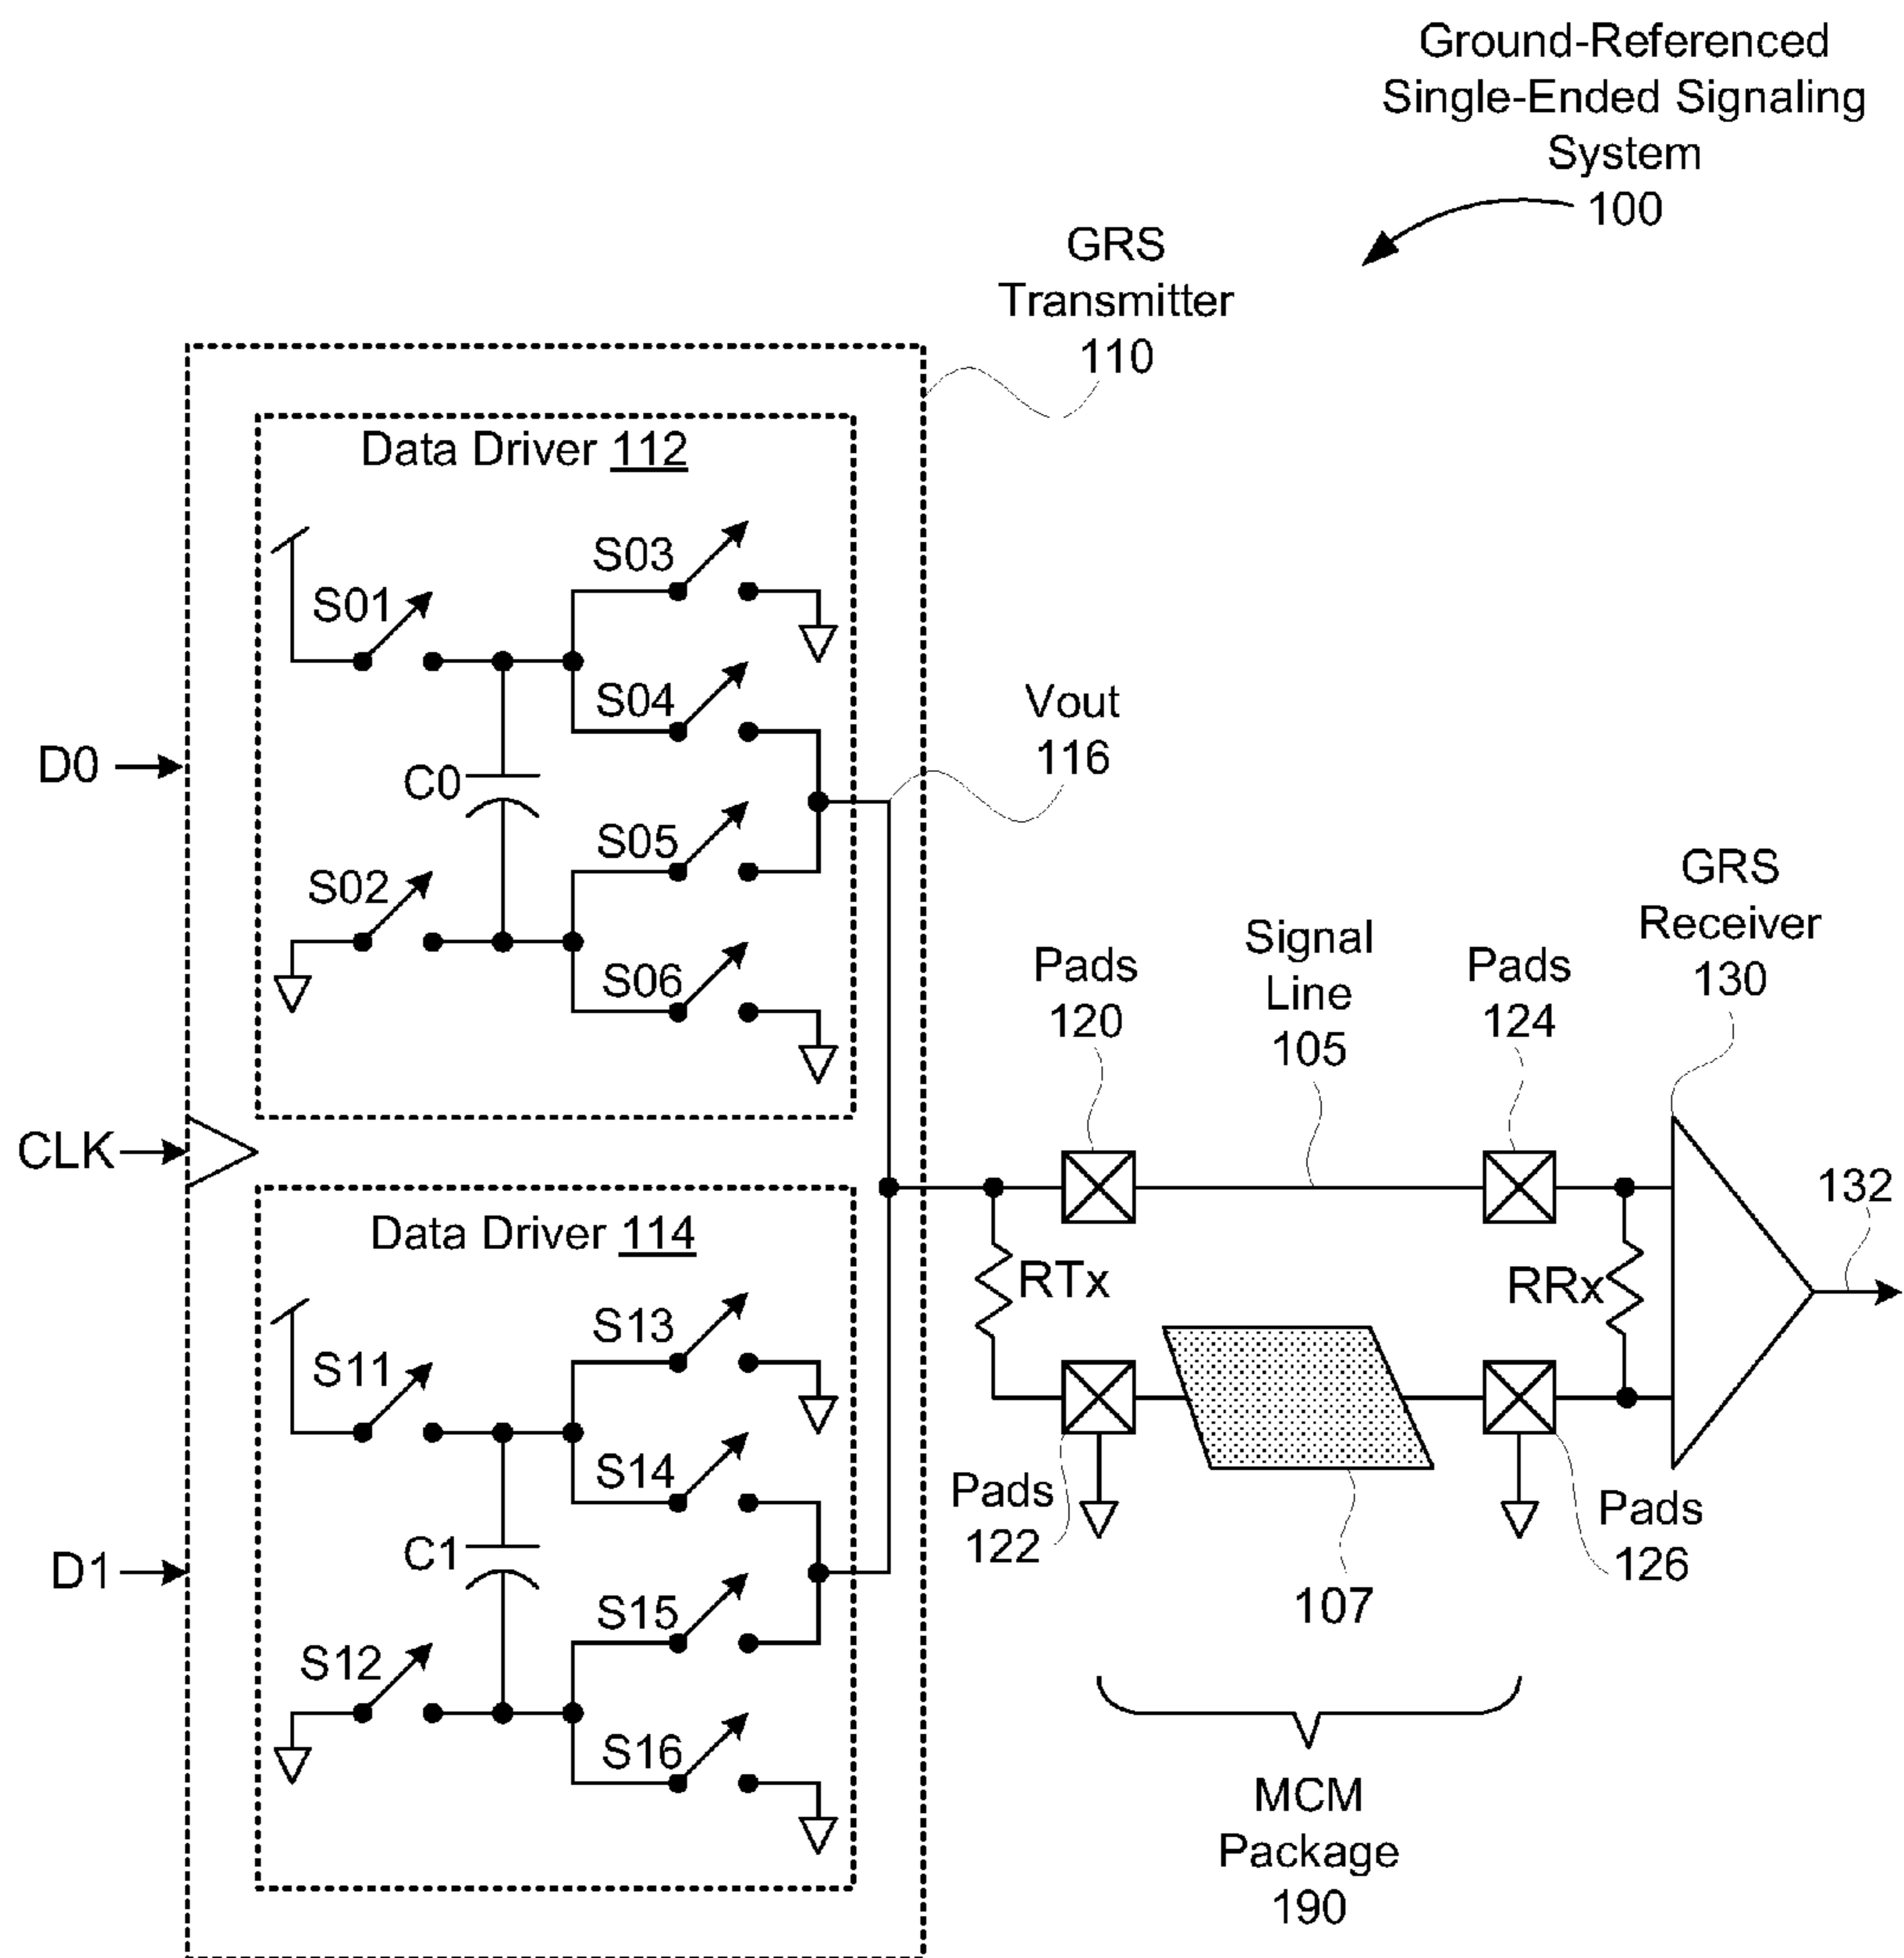 Ground-Referenced
Single-Ended Signaling
System
100
GRS
Transmitter
110
Data Driver 112
S03
S01
S04
Vout
116
D0
C0
S05
S02
S06
GRS
Receiver
130
Signal
Line
105
Pads
120
Pads
124
CLK
132
Data Driver 114
RTx
RRx
S13
S11
S14
Pads
122
Pads
126
C1
D1
107
S15
S12
S16
MCM
Package
190